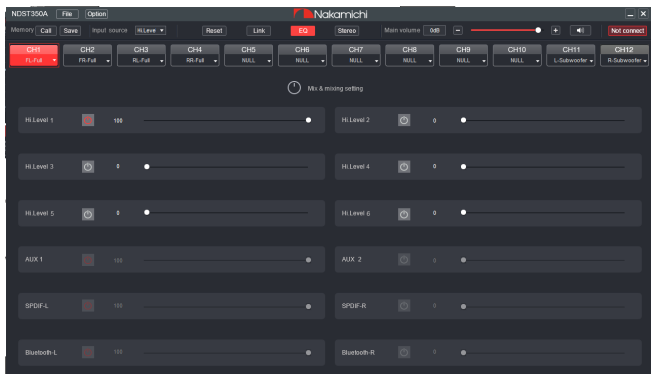 NDST350A File Option Nakamichi
Memory Call Save Input source Hi.Leve Reset Link EQ Stereo Main volume 0dB Not connect
CH1 CH2 CH3 CH4 CH5 CH6 CH7 CH8 CH9 CH10 CH11 CH12
FL-Full FR-Full RL-Full RR-Full NULL NULL NULL NULL NULL NULL L-Subwoofer R-Subwoofer
Mix & mixing setting
Hi.Level 1 100 Hi.Level 2 0
Hi.Level 3 0 Hi.Level 4 0
Hi.Level 5 0 Hi.Level 6 0
AUX 1 100 AUX 2 0
SPDIF-L 100 SPDIF-R 0
Bluetooth-L 100 Bluetooth-R 0